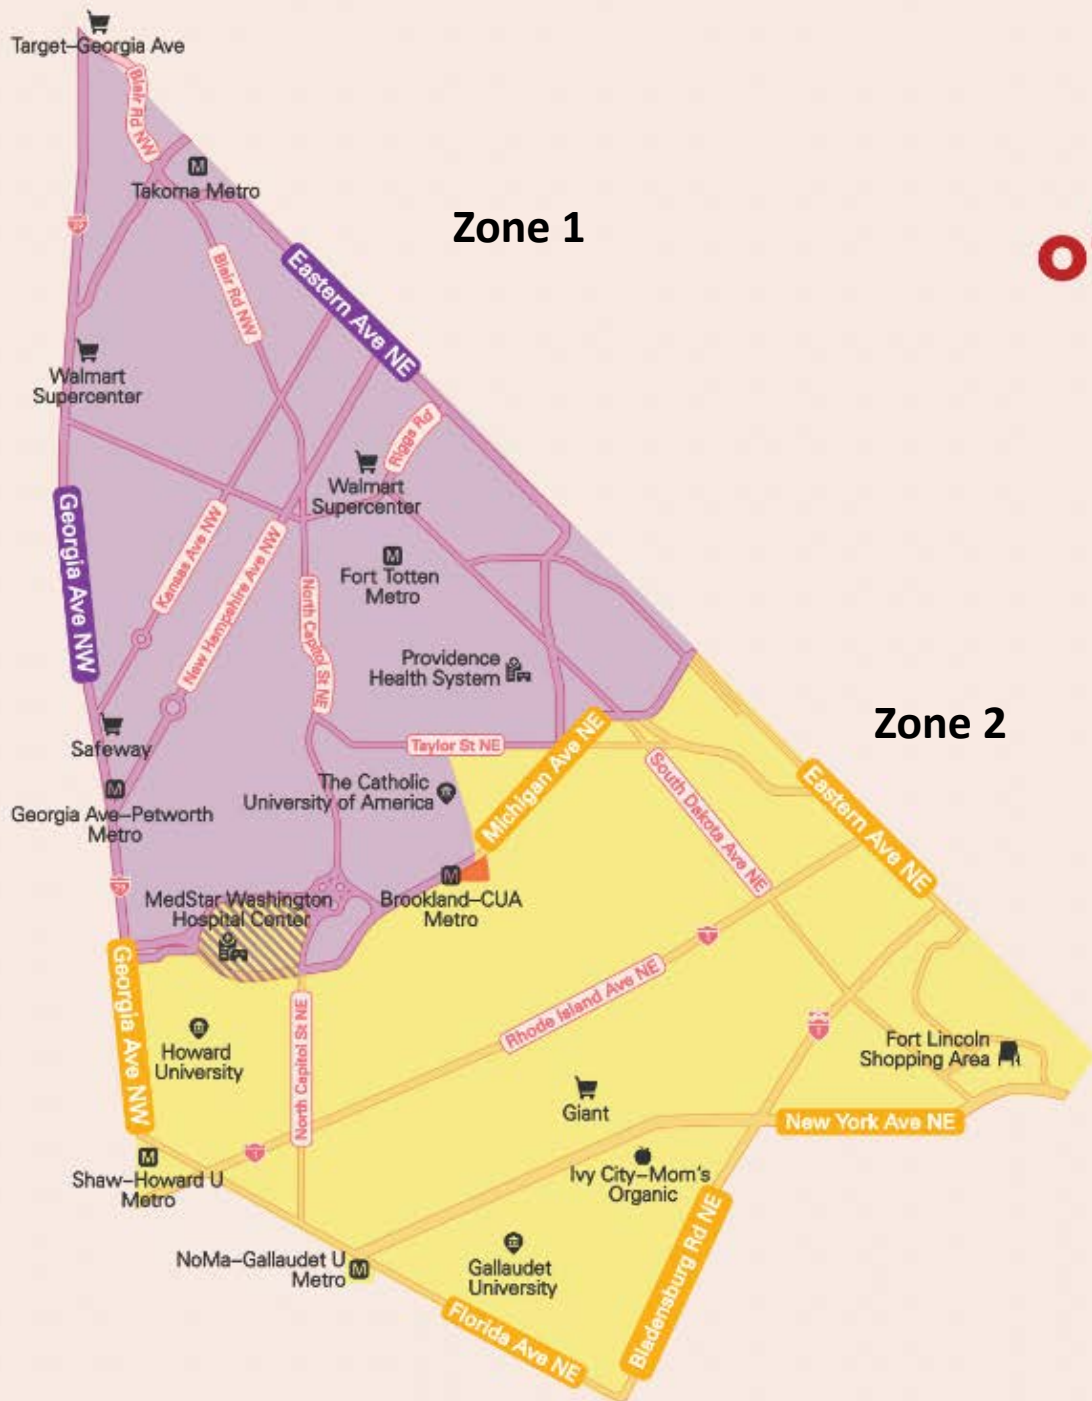 Target–Georgia Ave
Blair Rd NW
M
Takoma Metro
Zone 1
29
Blair Rd NW
Eastern Ave NE
Walmart
Supercenter
Riggs Rd
Walmart
Supercenter
Georgia Ave NW
Kansas Ave NW
New Hampshire Ave NW
M
Fort Totten
Metro
North Capitol St NE
Providence
Health System
Safeway
Taylor St NE
Michigan Ave NE
Zone 2
M
Georgia Ave–Petworth
Metro
The Catholic
University of America
South Dakota Ave NE
Eastern Ave NE
29
MedStar Washington
Hospital Center
M
Brookland–CUA
Metro
1
Georgia Ave NW
North Capitol St NE
Rhode Island Ave NE
Howard
University
Fort Lincoln
Shopping Area
Giant
New York Ave NE
1
M
Shaw–Howard U
Metro
Ivy City–Mom's
Organic
NoMa–Gallaudet U
Metro
M
Gallaudet
University
Bladensburg Rd NE
Florida Ave NE